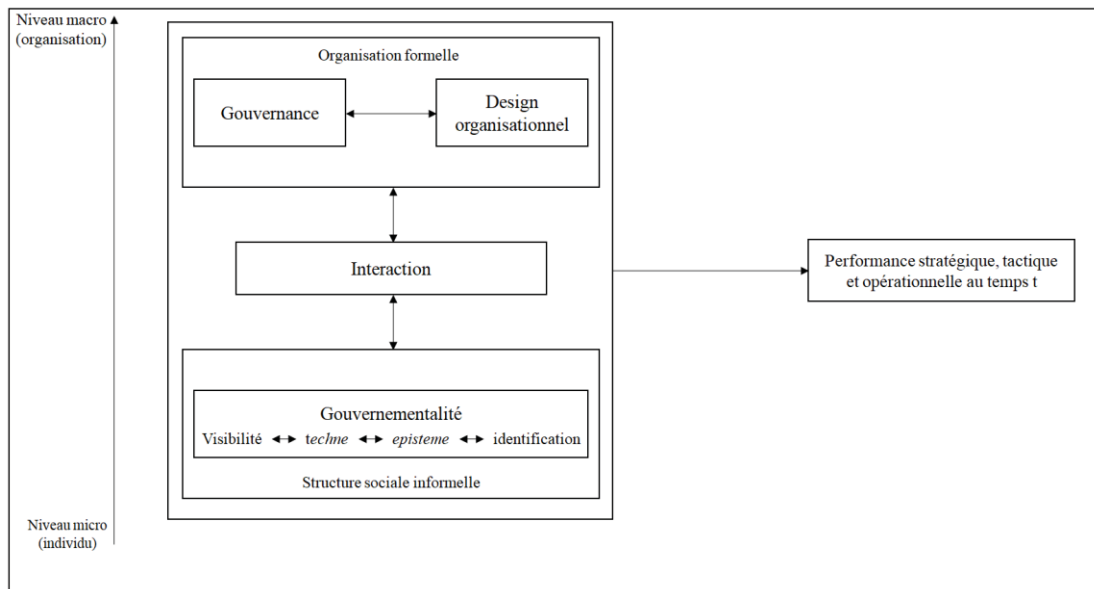 Niveau macro
(organisation)
Organisation formelle
Gouvernance
Design
organisationnel
Interaction
Performance stratégique, tactique
et opérationnelle au temps t
Gouvernementalité
Visibilité techne episteme identification
Structure sociale informelle
Niveau micro
(individu)